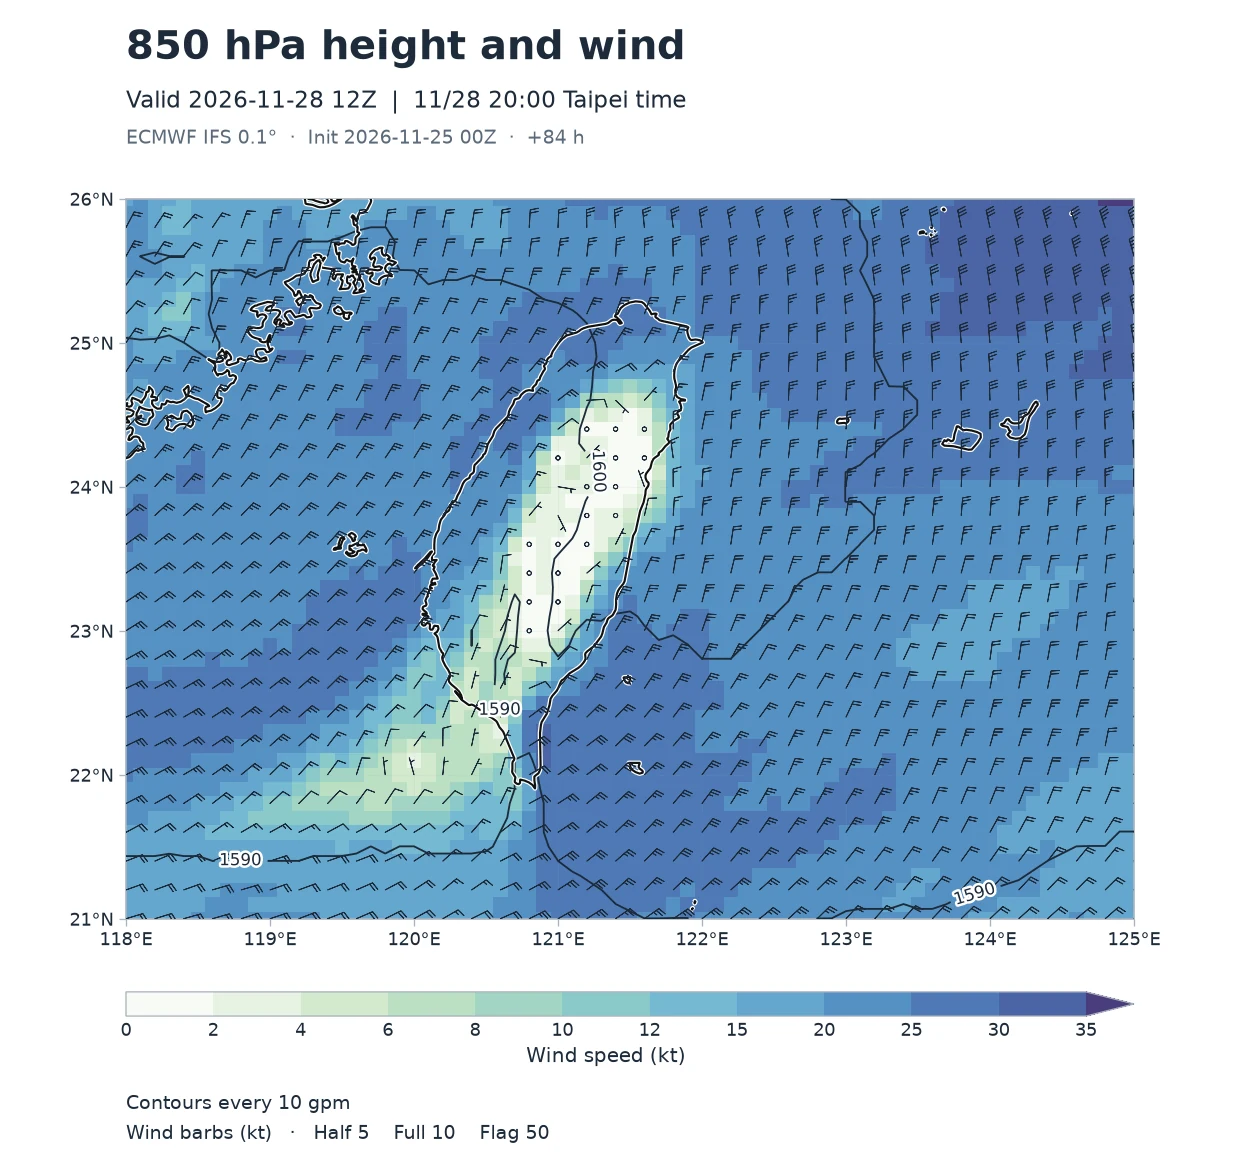 850 hPa height and wind
Valid 2026-11-28 12Z | 11/28 20:00 Taipei time
ECMWF IFS 0.1° · Init 2026-11-25 00Z · +84 h
26°N
25°N
24°N
23°N
22°N
21°N
1600
1590
1590
1590
118°E 119°E 120°E 121°E 122°E 123°E 124°E 125°E
0 2 4 6 8 10 12 15 20 25 30 35
Wind speed (kt)
Contours every 10 gpm
Wind barbs (kt) · Half 5 Full 10 Flag 50